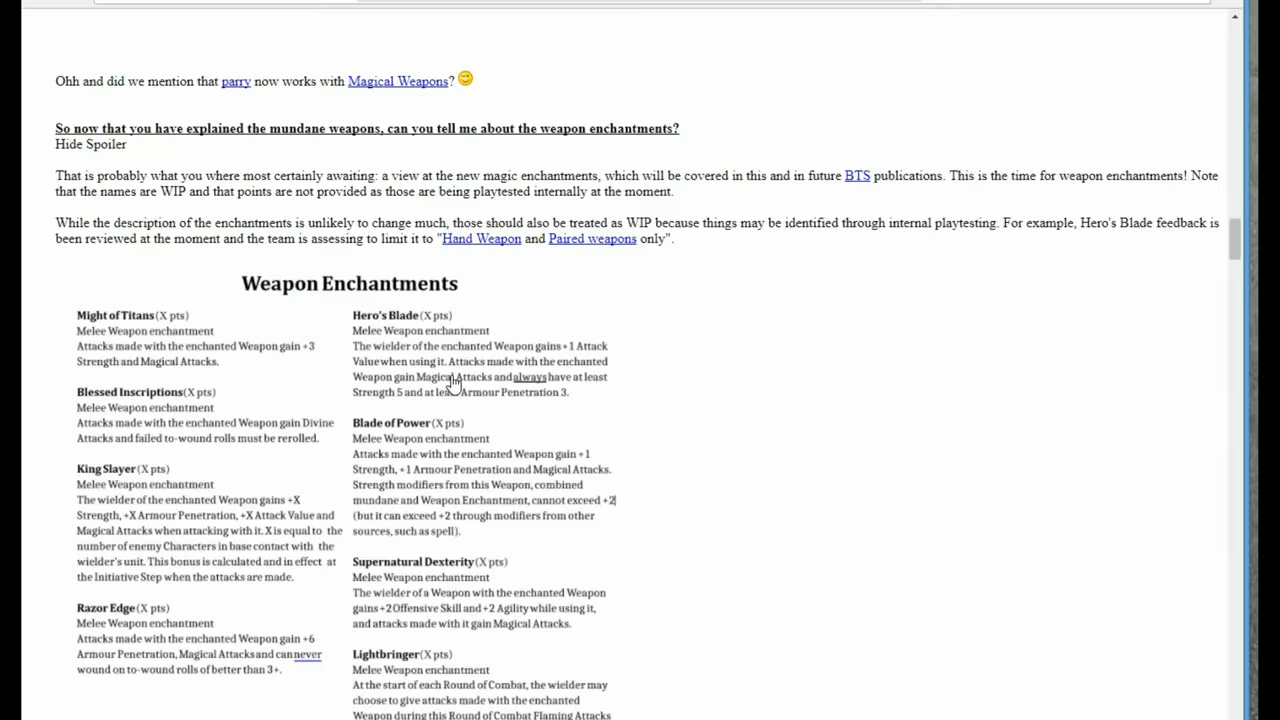 Ohh and did we mention that parry now works with Magical Weapons?
So now that you have explained the mundane weapons, can you tell me about the weapon enchantments?
Hide Spoiler
That is probably what you where most certainly awaiting: a view at the new magic enchantments, which will be covered in this and in future BTS publications. This is the time for weapon enchantments! Note
that the names are WIP and that points are not provided as those are being playtested internally at the moment.
While the description of the enchantments is unlikely to change much, those should also be treated as WIP because things may be identified through internal playtesting. For example, Hero's Blade feedback is
been reviewed at the moment and the team is assessing to limit it to "Hand Weapon and Paired weapons only".
Weapon Enchantments
Might of Titans (X pts)
Melee Weapon enchantment
Attacks made with the enchanted Weapon gain +3
Strength and Magical Attacks.
Blessed Inscriptions (X pts)
Melee Weapon enchantment
Attacks made with the enchanted Weapon gain Divine
Attacks and failed to-wound rolls must be rerolled.
King Slayer (X pts)
Melee Weapon enchantment
The wielder of the enchanted Weapon gains +X
Strength, +X Armour Penetration, +X Attack Value and
Magical Attacks when attacking with it. X is equal to the
number of enemy Characters in base contact with the
wielder's unit. This bonus is calculated and in effect at
the Initiative Step when the attacks are made.
Razor Edge (X pts)
Melee Weapon enchantment
Attacks made with the enchanted Weapon gain +6
Armour Penetration, Magical Attacks and can never
wound on to-wound rolls of better than 3+.
Hero's Blade (X pts)
Melee Weapon enchantment
The wielder of the enchanted Weapon gains +1 Attack
Value when using it. Attacks made with the enchanted
Weapon gain Magical Attacks and always have at least
Strength 5 and at least Armour Penetration 3.
Blade of Power (X pts)
Melee Weapon enchantment
Attacks made with the enchanted Weapon gain +1
Strength, +1 Armour Penetration and Magical Attacks.
Strength modifiers from this Weapon, combined
mundane and Weapon Enchantment, cannot exceed +2
(but it can exceed +2 through modifiers from other
sources, such as spell).
Supernatural Dexterity (X pts)
Melee Weapon enchantment
The wielder of a Weapon with the enchanted Weapon
gains +2 Offensive Skill and +2 Agility while using it,
and attacks made with it gain Magical Attacks.
Lightbringer (X pts)
Melee Weapon enchantment
At the start of each Round of Combat, the wielder may
choose to give attacks made with the enchanted
Weapon during this Round of Combat Flaming Attacks